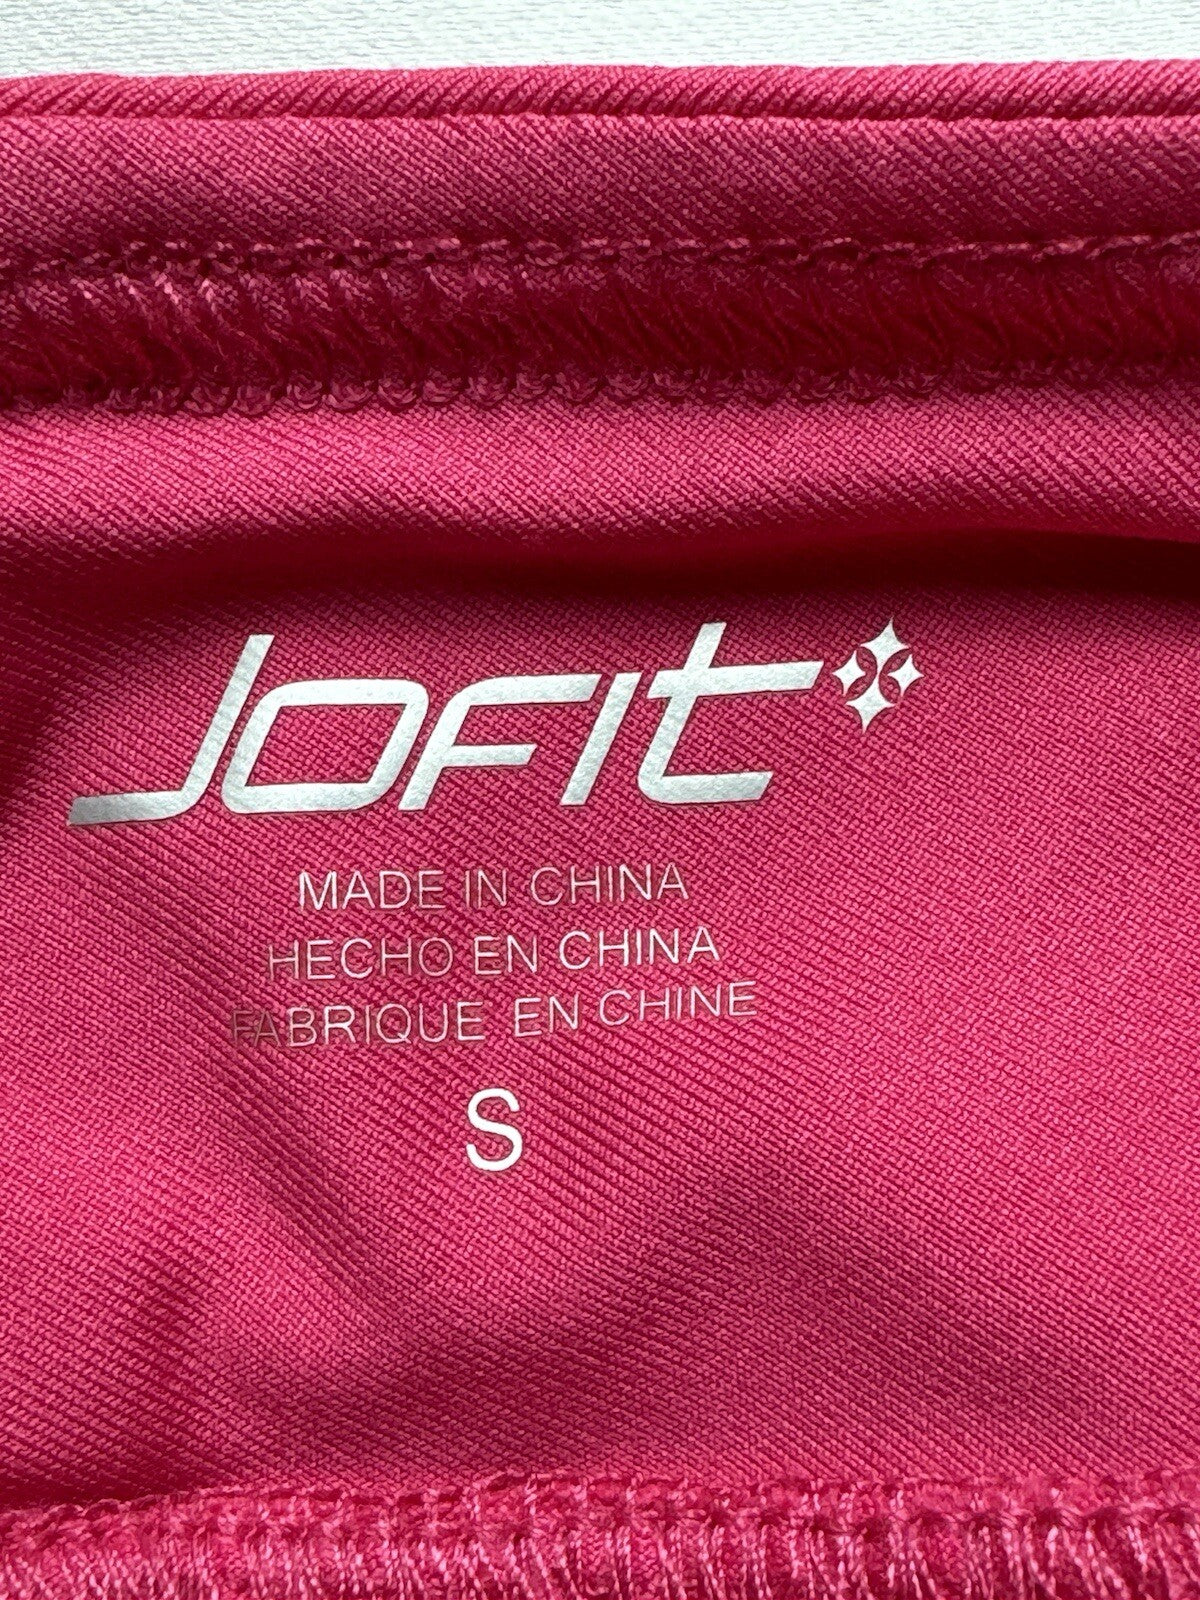 JOFIT
MADE IN CHINA
HECHO EN CHINA
FABRIQUE EN CHINE
S